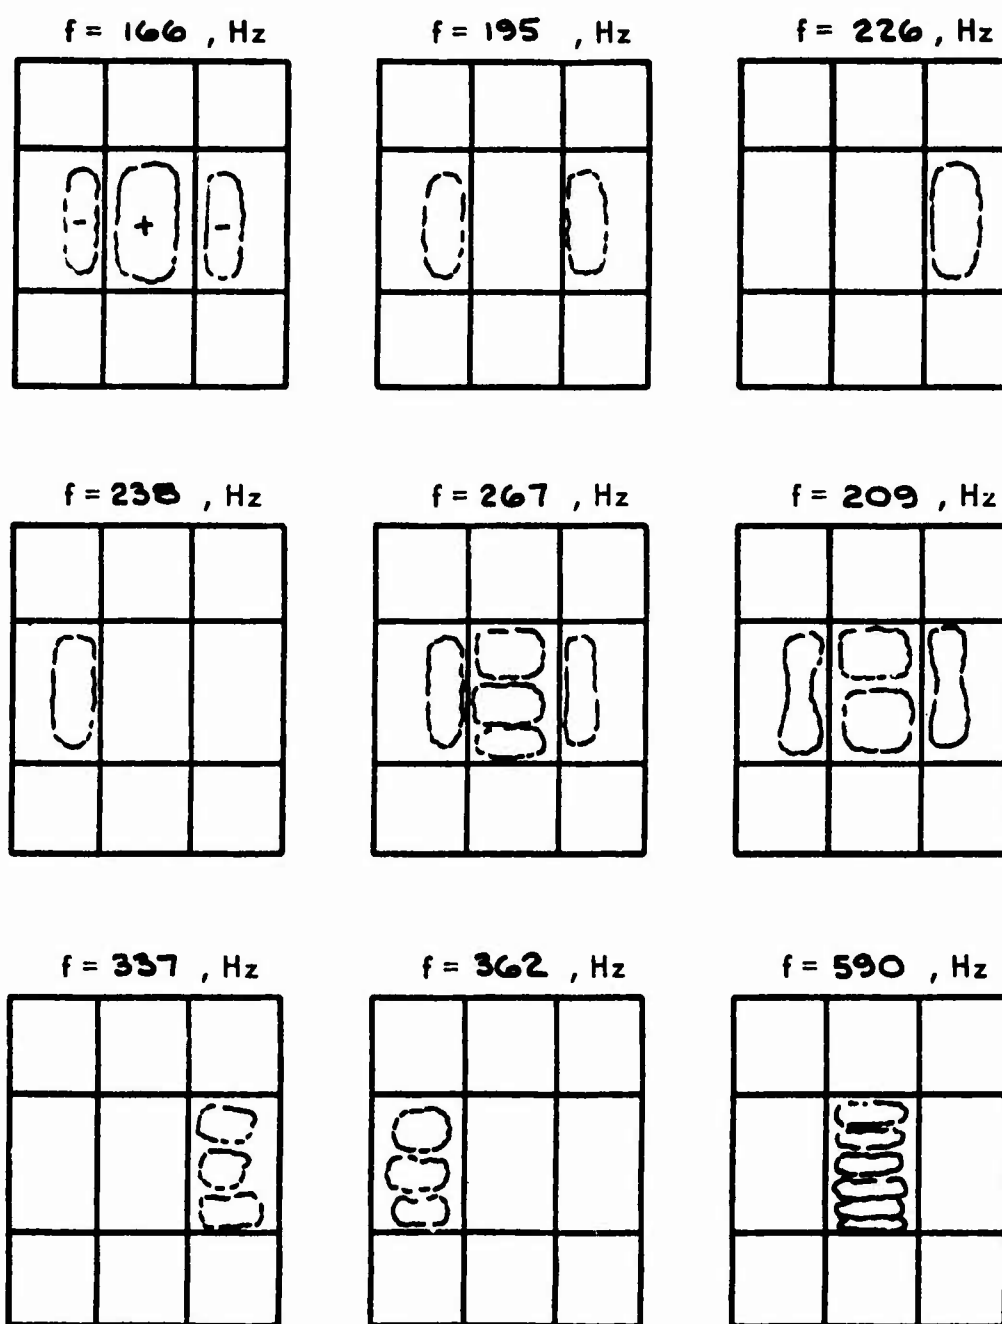 f = 166 , Hz
f = 195 , Hz
f = 226 , Hz
- + -
f = 238 , Hz
f = 267 , Hz
f = 209 , Hz
f = 337 , Hz
f = 362 , Hz
f = 590 , Hz